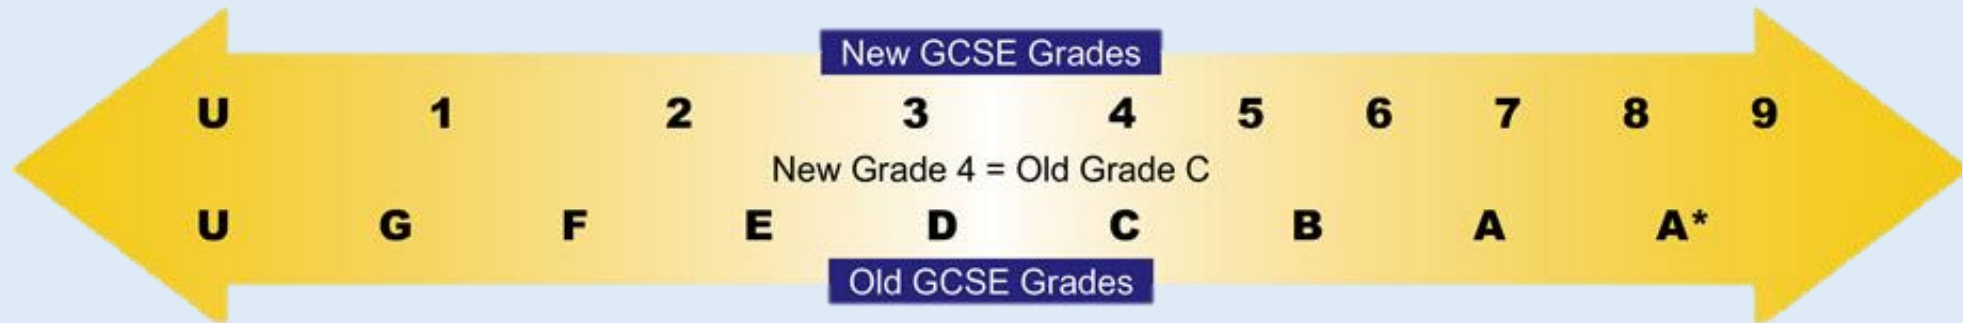 New GCSE Grades
U 1 2 3 4 5 6 7 8 9
New Grade 4 = Old Grade C
U G F E D C B A A*
Old GCSE Grades